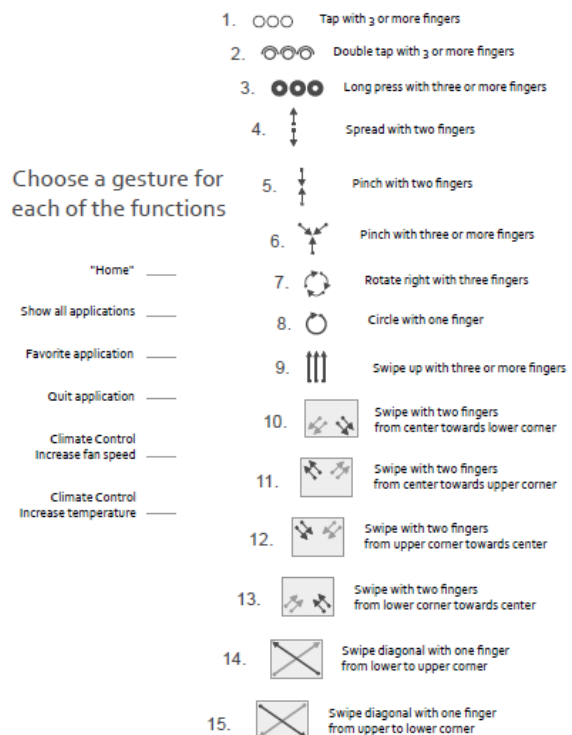 1. Tap with 3 or more fingers
2. Double tap with 3 or more fingers
3. Long press with three or more fingers
4. Spread with two fingers
Choose a gesture for
each of the functions
5. Pinch with two fingers
6. Pinch with three or more fingers
"Home" ____
7. Rotate right with three fingers
Show all applications ____
8. Circle with one finger
Favorite application ____
9. Swipe up with three or more fingers
Quit application ____
10. Swipe with two fingers
from center towards lower corner
Climate Control
Increase fan speed ____
11. Swipe with two fingers
from center towards upper corner
Climate Control
Increase temperature ____
12. Swipe with two fingers
from upper corner towards center
13. Swipe with two fingers
from lower corner towards center
14. Swipe diagonal with one finger
from lower to upper corner
15. Swipe diagonal with one finger
from upper to lower corner